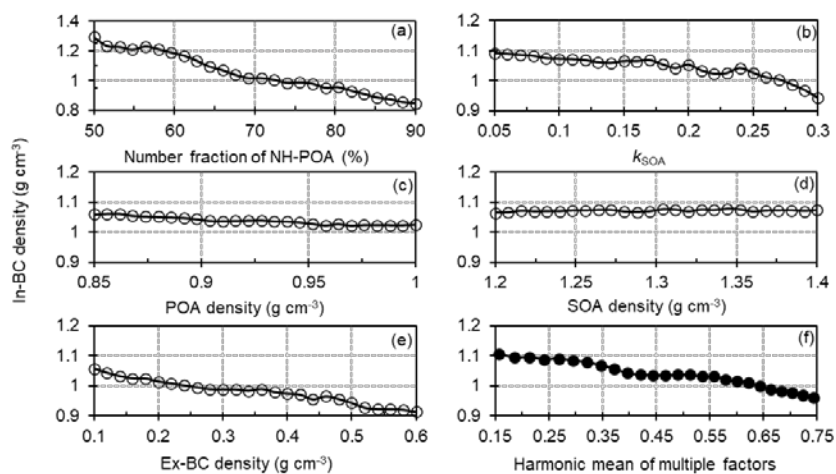 In-BC density (g cm⁻³)
1.4
1.3
1.2
1
0.8
(a)
50 60 70 80 90
Number fraction of NH-POA (%)
1.2
1.1
1
0.9
(b)
0.05 0.1 0.15 0.2 0.25 0.3
kSOA
1.2
1.1
1
0.9
(c)
0.85 0.9 0.95 1
POA density (g cm⁻³)
1.2
1.1
1
0.9
(d)
1.2 1.25 1.3 1.35 1.4
SOA density (g cm⁻³)
1.2
1.1
1
0.9
(e)
0.1 0.2 0.3 0.4 0.5 0.6
Ex-BC density (g cm⁻³)
1.2
1.1
1
0.9
(f)
0.15 0.25 0.35 0.45 0.55 0.65 0.75
Harmonic mean of multiple factors